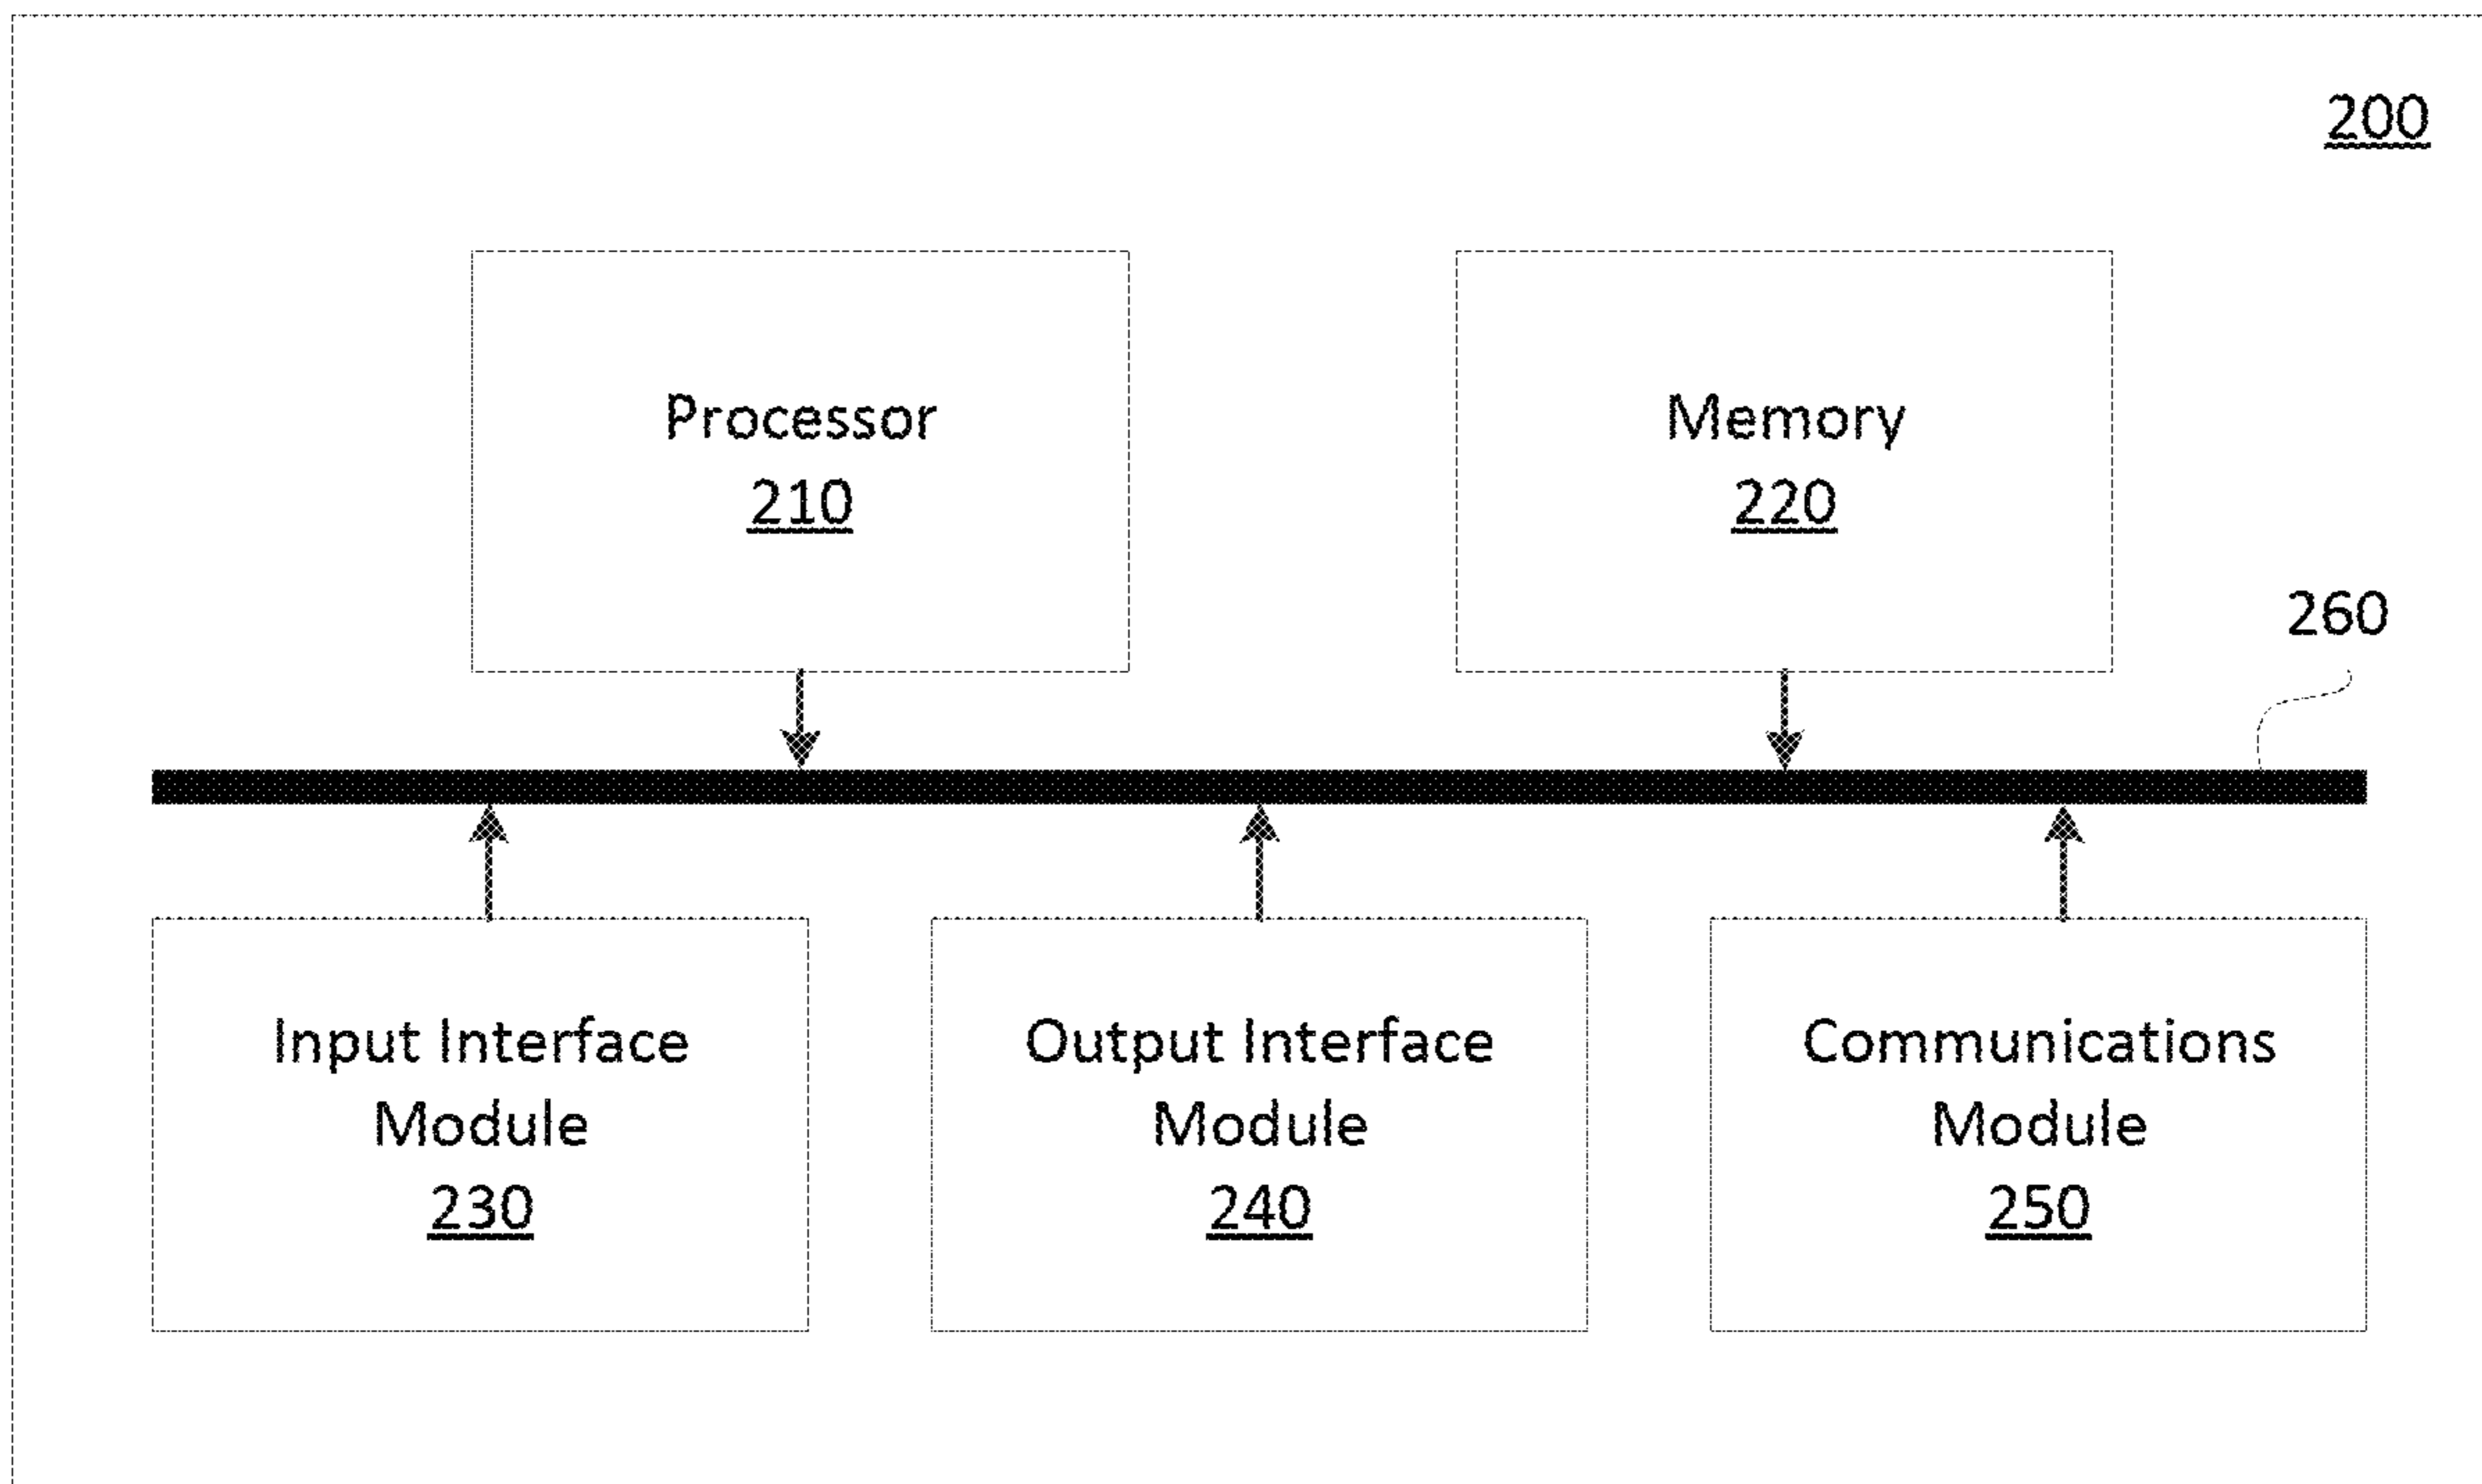 200
Processor
210
Memory
220
260
Input Interface
Module
230
Output Interface
Module
240
Communications
Module
250